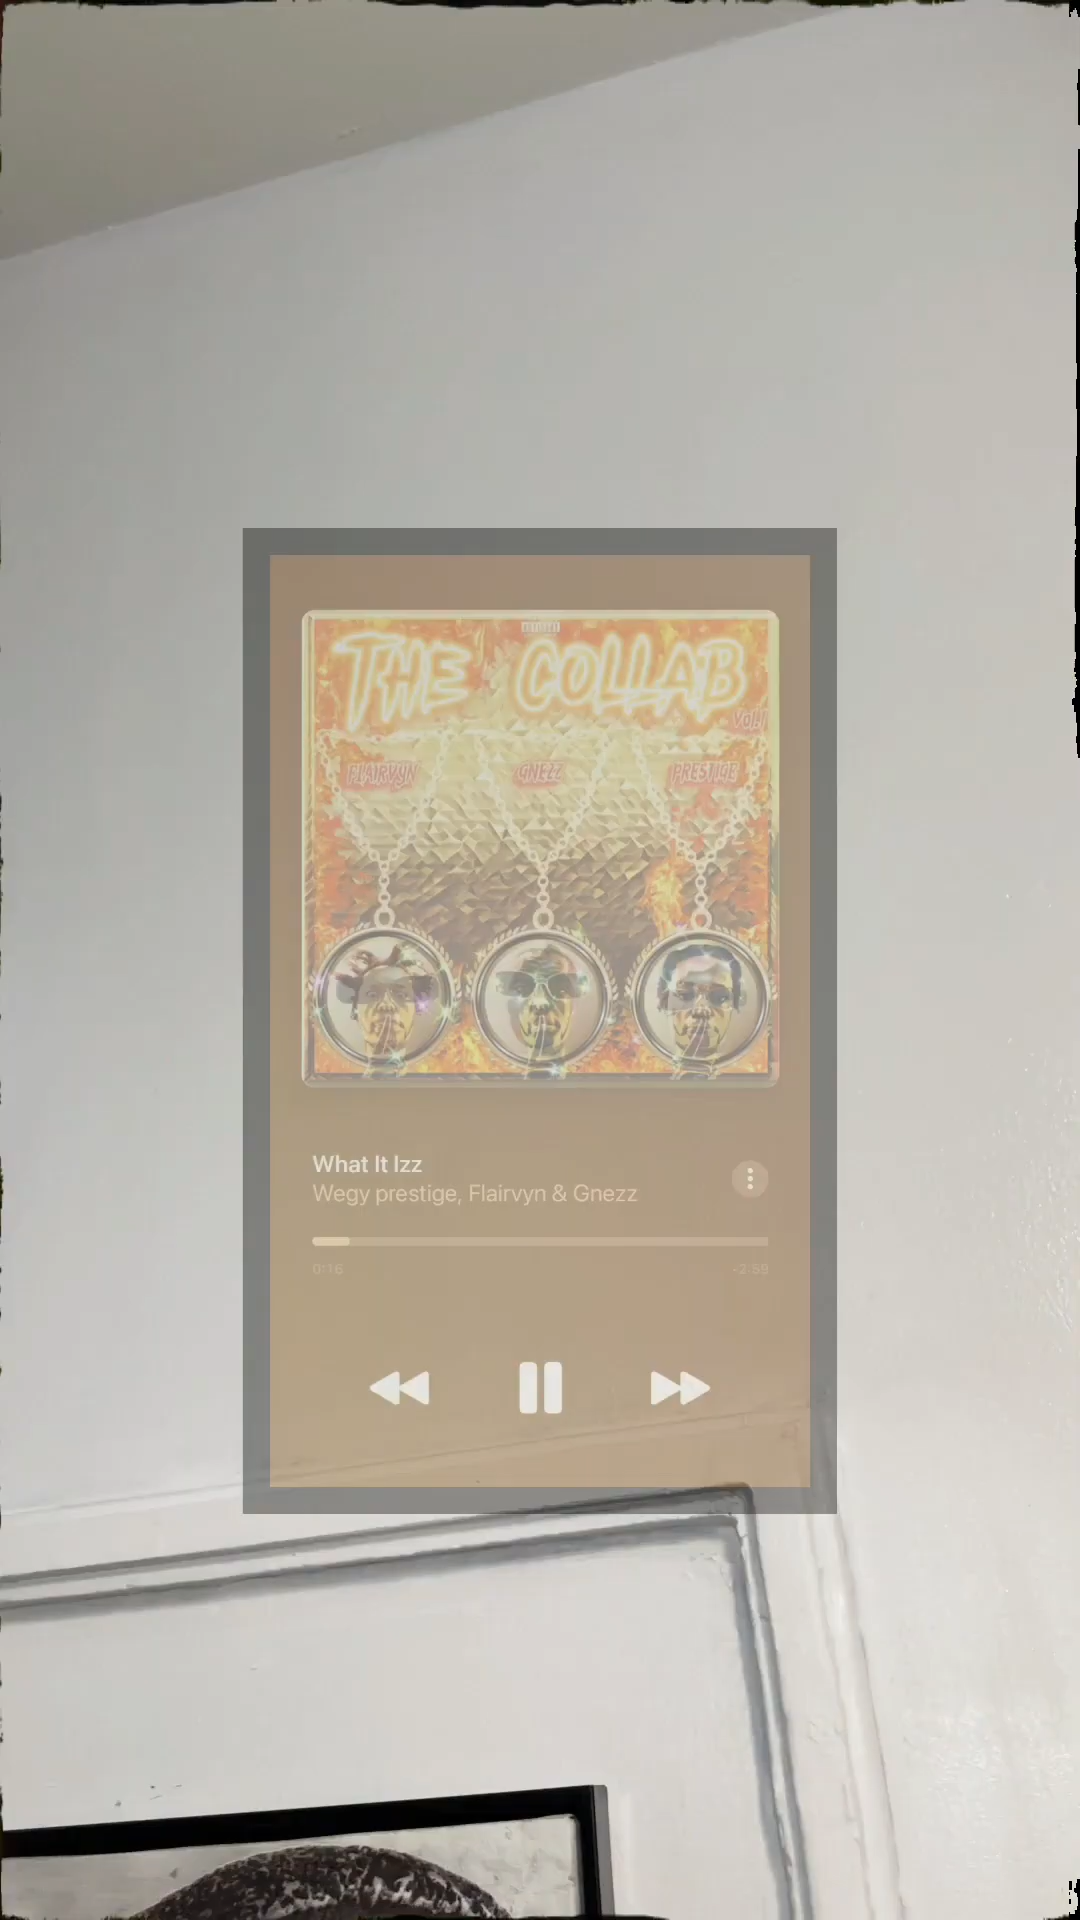 THE COLLAB
Vol.1
FLAIRVYN GNEZZ PRESTIGE
What It Izz
Wegy prestige, Flairvyn & Gnezz
0:16 -2:59